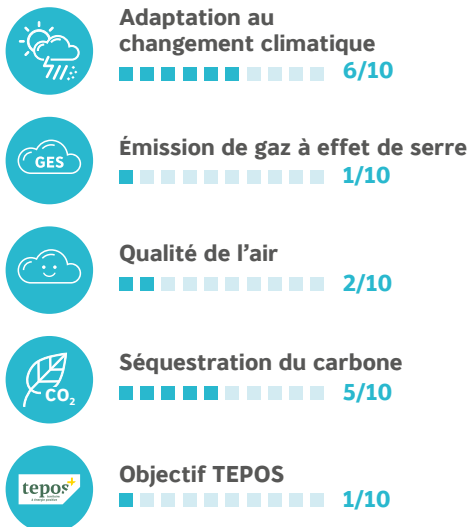 Adaptation au
changement climatique
6/10
GES
Émission de gaz à effet de serre
1/10
Qualité de l’air
2/10
CO₂
Séquestration du carbone
5/10
tepos+
Objectif TEPOS
1/10